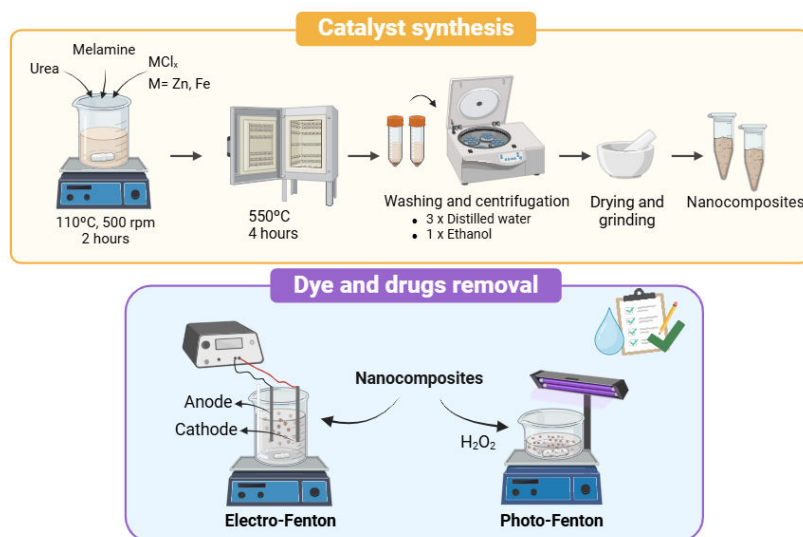 Catalyst synthesis
Melamine
Urea
MClₓ
M= Zn, Fe
110ºC, 500 rpm
2 hours
550ºC
4 hours
Washing and centrifugation
• 3 x Distilled water
• 1 x Ethanol
Drying and
grinding
Nanocomposites
Dye and drugs removal
Nanocomposites
Anode
Cathode
H₂O₂
Electro-Fenton
Photo-Fenton